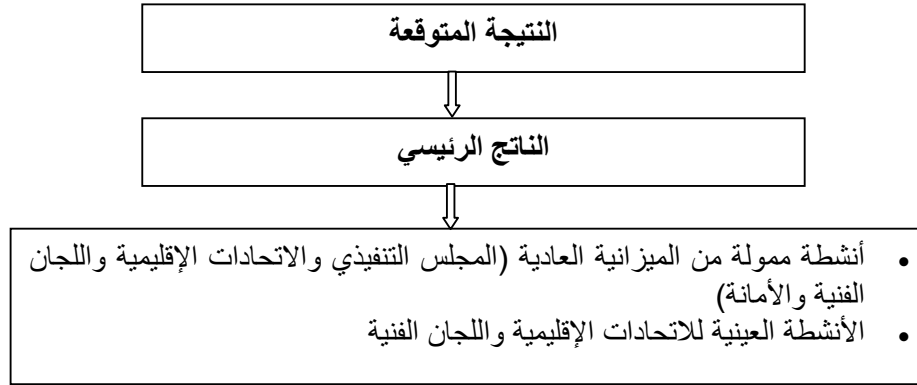 النتيجة المتوقعة
الناتج الرئيسي
• أنشطة ممولة من الميزانية العادية (المجلس التنفيذي والاتحادات الإقليمية واللجان
الفنية والأمانة)
• الأنشطة العينية للاتحادات الإقليمية واللجان الفنية